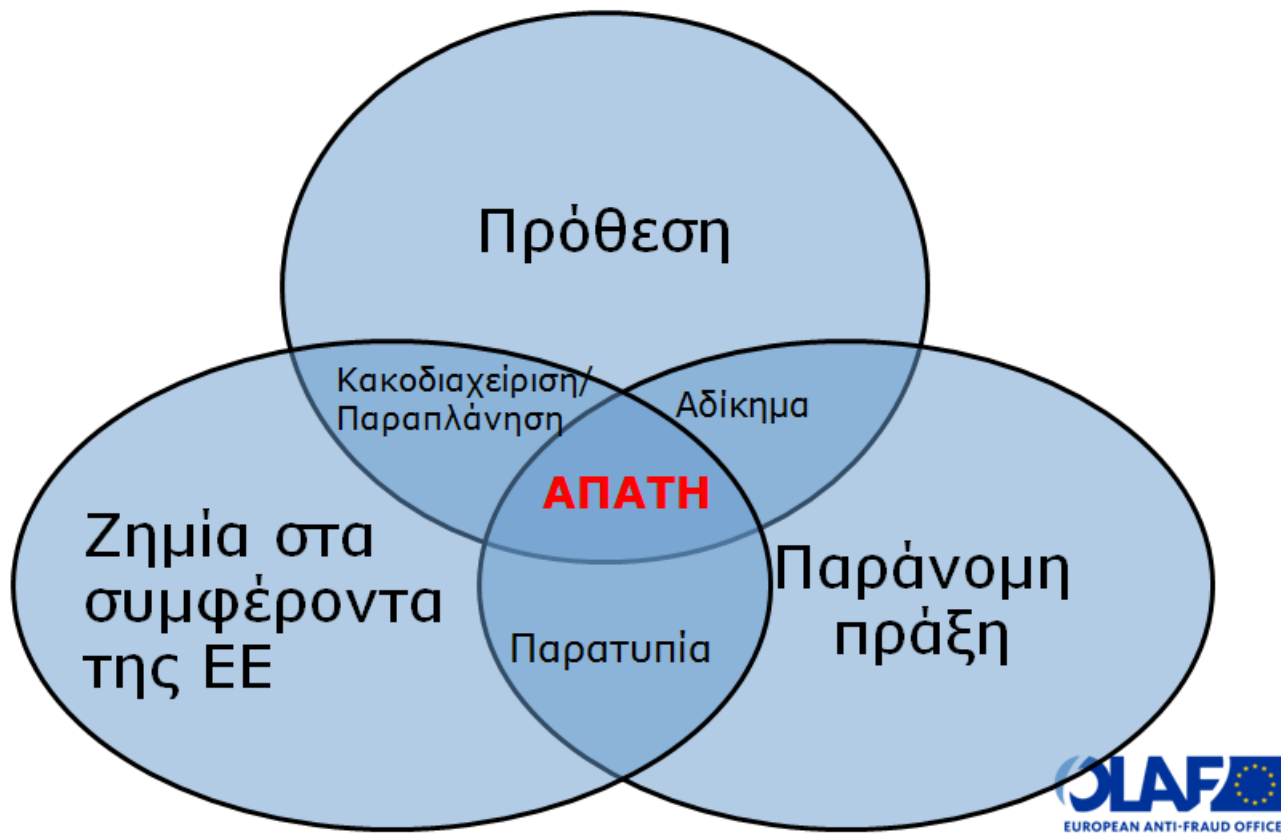 Πρόθεση
Κακοδιαχείριση/
Παραπλάνηση
Αδίκημα
ΑΠΑΤΗ
Ζημία στα
συμφέροντα
της ΕΕ
Παράνομη
πράξη
Παρατυπία
OLAF
EUROPEAN ANTI-FRAUD OFFICE